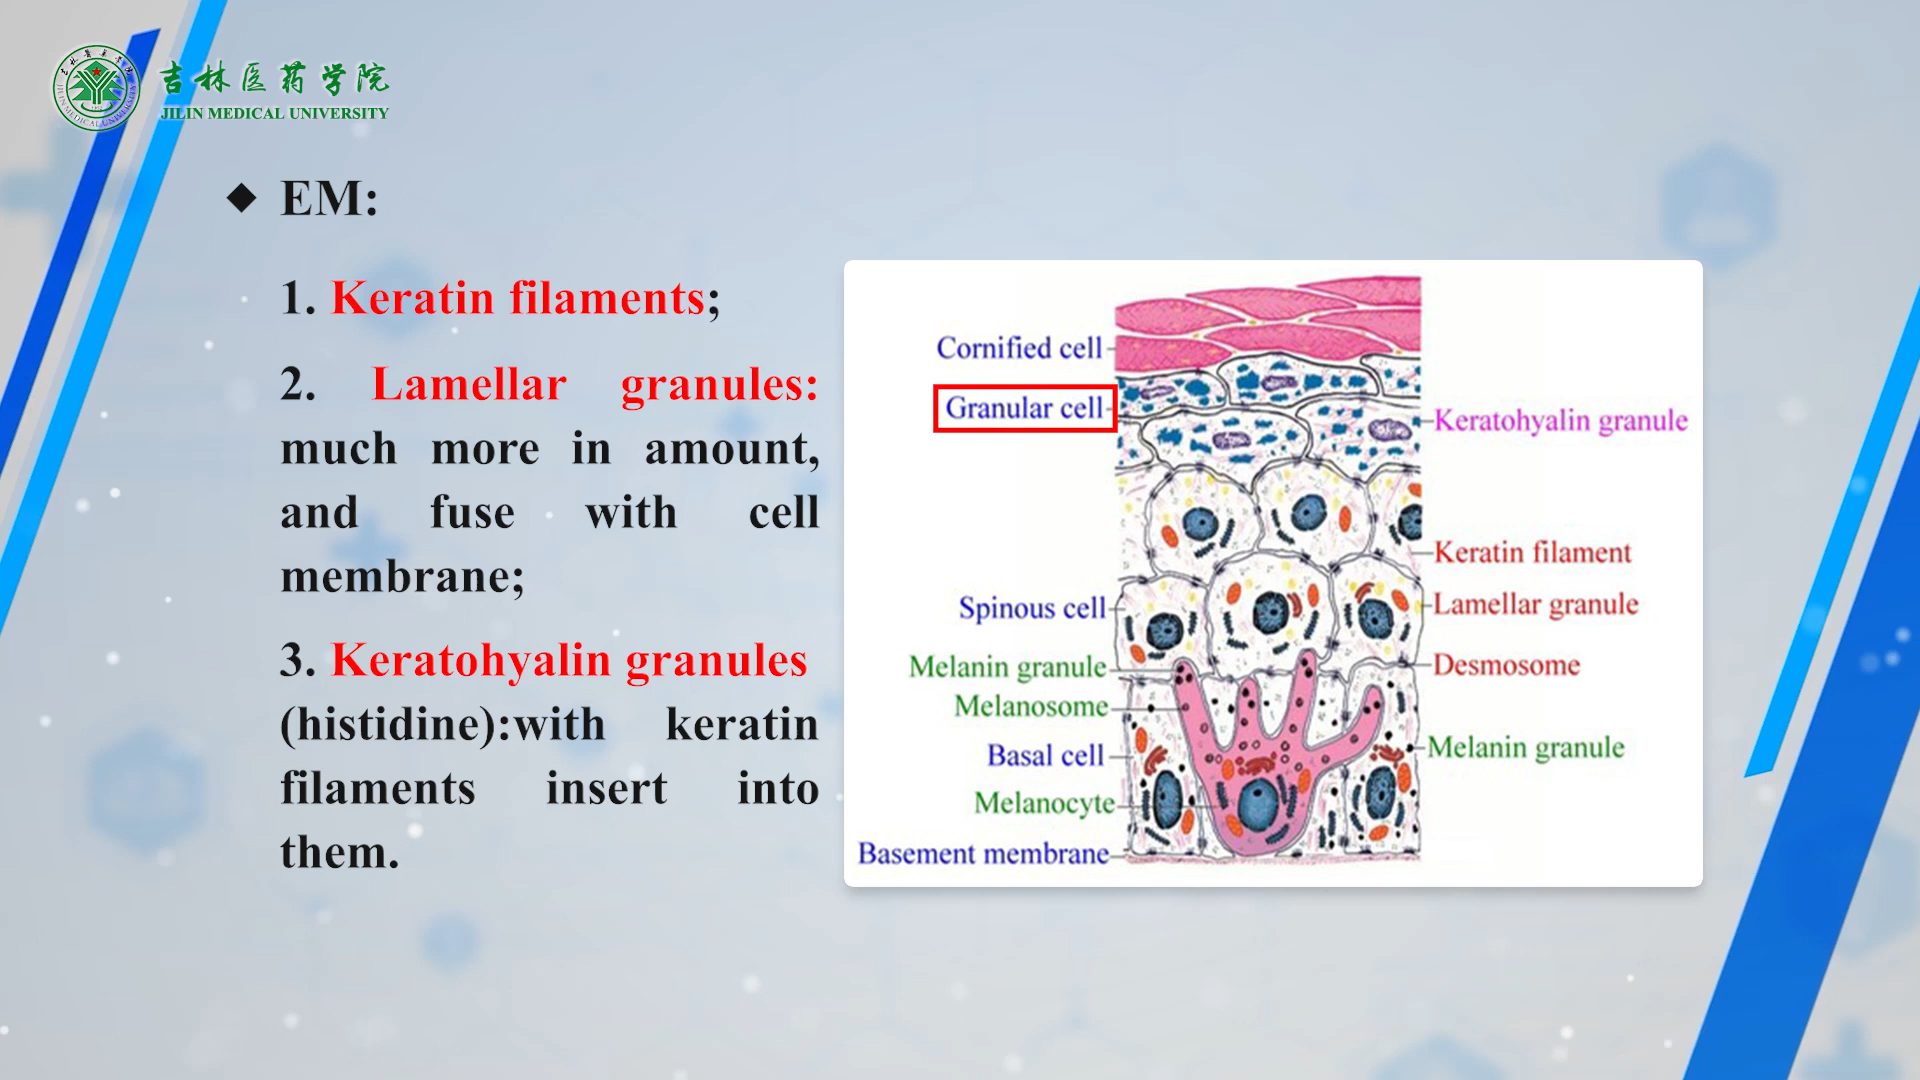 吉林医药学院
JILIN MEDICAL UNIVERSITY
◆ EM:
1. Keratin filaments;
2. Lamellar granules:
much more in amount,
and fuse with cell
membrane;
3. Keratohyalin granules
(histidine):with keratin
filaments insert into
them.
Cornified cell
Granular cell
Keratohyalin granule
Keratin filament
Spinous cell
Lamellar granule
Melanin granule
Desmosome
Melanosome
Basal cell
Melanin granule
Melanocyte
Basement membrane